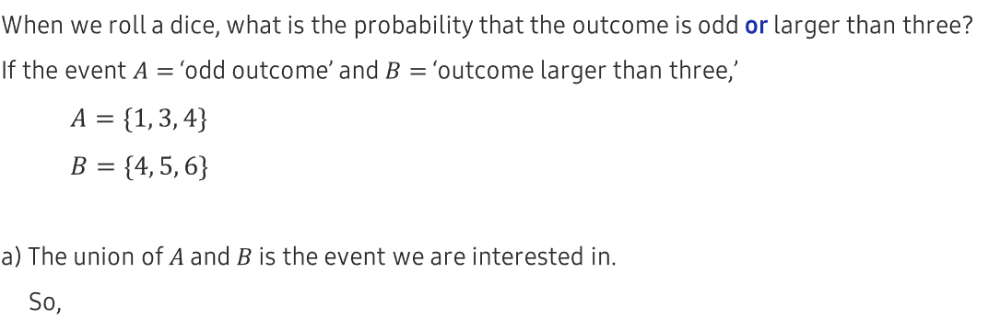 When we roll a dice, what is the probability that the outcome is odd or larger than three?
If the event A = ‘odd outcome’ and B = ‘outcome larger than three,’
A = {1, 3, 4}
B = {4, 5, 6}
a) The union of A and B is the event we are interested in.
So,